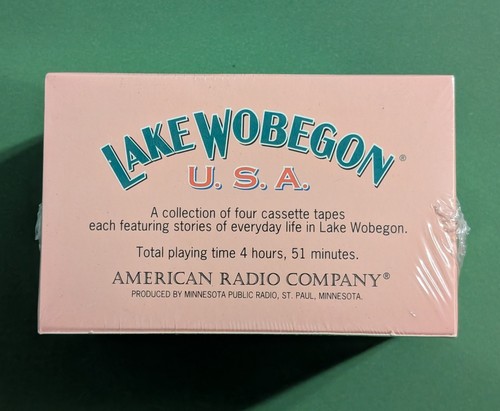 LAKE WOBEGON®
U. S. A.
A collection of four cassette tapes
each featuring stories of everyday life in Lake Wobegon.
Total playing time 4 hours, 51 minutes.
AMERICAN RADIO COMPANY®
PRODUCED BY MINNESOTA PUBLIC RADIO, ST. PAUL, MINNESOTA.